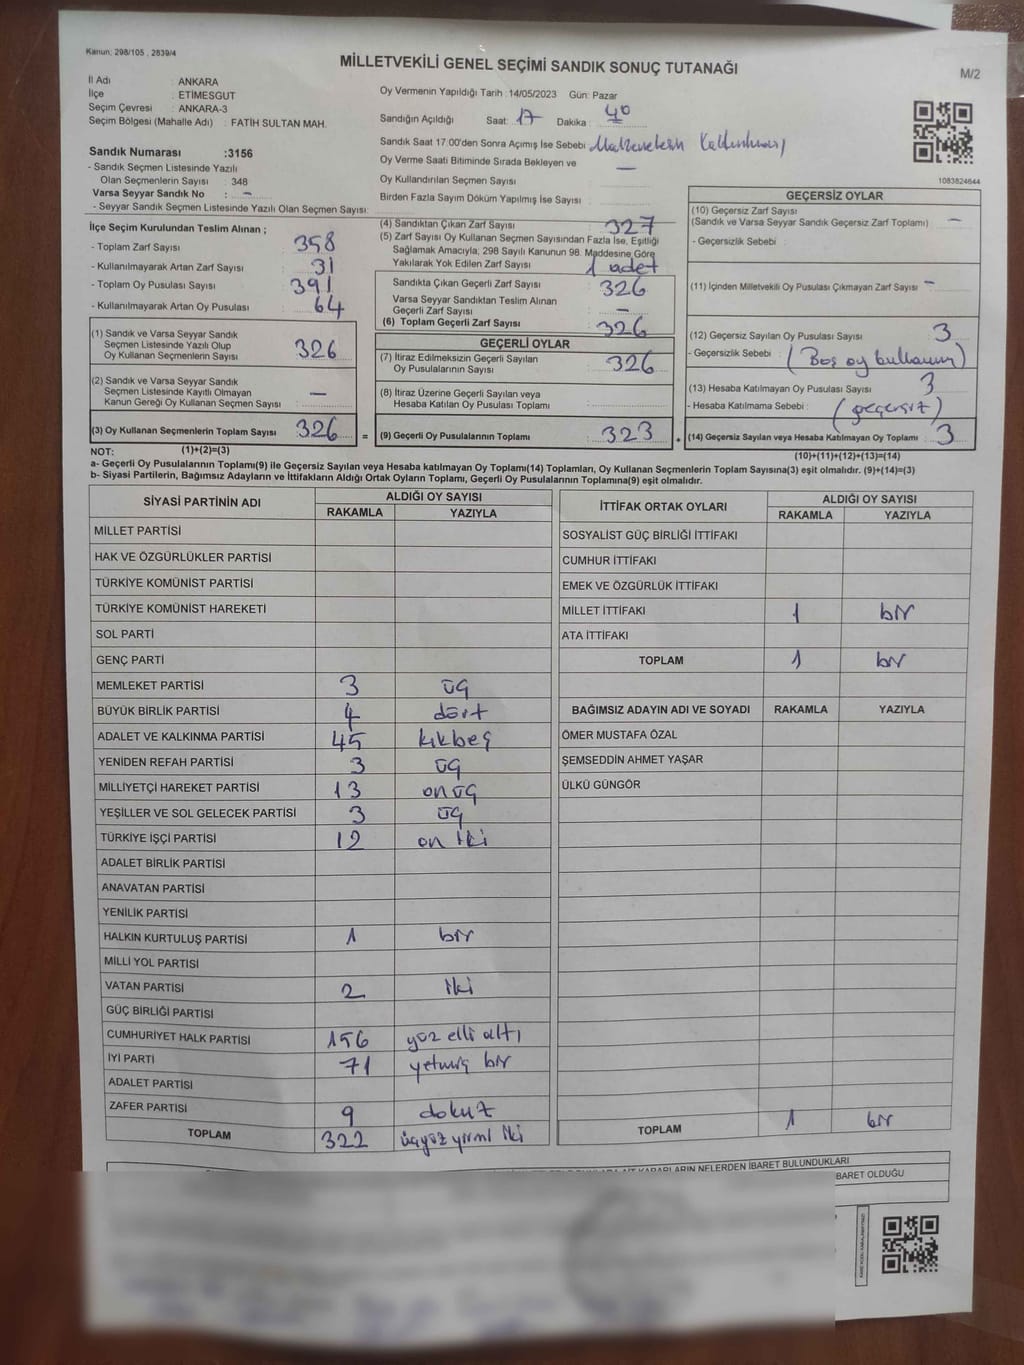 Kanun: 298/105 , 2839/4
MİLLETVEKİLİ GENEL SEÇİMİ SANDIK SONUÇ TUTANAĞI
M/2
İl Adı : ANKARA
İlçe : ETİMESGUT
Seçim Çevresi : ANKARA-3
Seçim Bölgesi (Mahalle Adı) : FATİH SULTAN MAH.
Oy Vermenin Yapıldığı Tarih :14/05/2023 Gün: Pazar
Sandığın Açıldığı Saat: 17 Dakika : 40
Sandık Saat 17.00'den Sonra Açımış İse Sebebi
Oy Verme Saati Bitiminde Sırada Bekleyen ve
Oy Kullandırılan Seçmen Sayısı : —
Birden Fazla Sayım Döküm Yapılmış İse Sayısı :
1083824644
Sandık Numarası :3156
- Sandık Seçmen Listesinde Yazılı
Olan Seçmenlerin Sayısı : 348
Varsa Seyyar Sandık No : -
- Seyyar Sandık Seçmen Listesinde Yazılı Olan Seçmen Sayısı:
İlçe Seçim Kurulundan Teslim Alınan ;
- Toplam Zarf Sayısı : 358
- Kullanılmayarak Artan Zarf Sayısı : 31
- Toplam Oy Pusulası Sayısı : 391
- Kullanılmayarak Artan Oy Pusulası : 64
(1) Sandık ve Varsa Seyyar Sandık
Seçmen Listesinde Yazılı Olup
Oy Kullanan Seçmenlerin Sayısı : 326
(2) Sandık ve Varsa Seyyar Sandık
Seçmen Listesinde Kayıtlı Olmayan
Kanun Gereği Oy Kullanan Seçmen Sayısı : —
(3) Oy Kullanan Seçmenlerin Toplam Sayısı : 326
(4) Sandıktan Çıkan Zarf Sayısı : 327
(5) Zarf Sayısı Oy Kullanan Seçmen Sayısından Fazla İse, Eşitliği
Sağlamak Amacıyla, 298 Sayılı Kanunun 98. Maddesine Göre
Yakılarak Yok Edilen Zarf Sayısı : 1 adet
Sandıkta Çıkan Geçerli Zarf Sayısı : 326
Varsa Seyyar Sandıktan Teslim Alınan
Geçerli Zarf Sayısı : —
(6) Toplam Geçerli Zarf Sayısı : 326
GEÇERLİ OYLAR
(7) İtiraz Edilmeksizin Geçerli Sayılan
Oy Pusulalarının Sayısı : 326
(8) İtiraz Üzerine Geçerli Sayılan veya
Hesaba Katılan Oy Pusulası Toplamı :
= (9) Geçerli Oy Pusulalarının Toplamı : 323
GEÇERSİZ OYLAR
(10) Geçersiz Zarf Sayısı
(Sandık ve Varsa Seyyar Sandık Geçersiz Zarf Toplamı) : —
- Geçersizlik Sebebi :
(11) İçinden Milletvekili Oy Pusulası Çıkmayan Zarf Sayısı : -
(12) Geçersiz Sayılan Oy Pusulası Sayısı : 3
- Geçersizlik Sebebi : (Boş oy kullanım)
(13) Hesaba Katılmayan Oy Pusulası Sayısı : 3
- Hesaba Katılmama Sebebi : (geçersiz)
+ (14) Geçersiz Sayılan veya Hesaba Katılmayan Oy Toplamı : 3
NOT: (1)+(2)=(3) (10)+(11)+(12)+(13)=(14)
a- Geçerli Oy Pusulalarının Toplamı(9) ile Geçersiz Sayılan veya Hesaba katılmayan Oy Toplamı(14) Toplamları, Oy Kullanan Seçmenlerin Toplam Sayısına(3) eşit olmalıdır. (9)+(14)=(3)
b- Siyasi Partilerin, Bağımsız Adayların ve İttifakların Aldığı Ortak Oyların Toplamı, Geçerli Oy Pusulalarının Toplamına(9) eşit olmalıdır.
SİYASİ PARTİNİN ADI ALDIĞI OY SAYISI
RAKAMLA YAZIYLA
MİLLET PARTİSİ
HAK VE ÖZGÜRLÜKLER PARTİSİ
TÜRKİYE KOMÜNİST PARTİSİ
TÜRKİYE KOMÜNİST HAREKETİ
SOL PARTİ
GENÇ PARTİ
MEMLEKET PARTİSİ 3 üç
BÜYÜK BİRLİK PARTİSİ 4 dört
ADALET VE KALKINMA PARTİSİ 45 kıkbeş
YENİDEN REFAH PARTİSİ 3 üç
MİLLİYETÇİ HAREKET PARTİSİ 13 onüç
YEŞİLLER VE SOL GELECEK PARTİSİ 3 üç
TÜRKİYE İŞÇİ PARTİSİ 12 on iki
ADALET BİRLİK PARTİSİ
ANAVATAN PARTİSİ
YENİLİK PARTİSİ
HALKIN KURTULUŞ PARTİSİ 1 bir
MİLLİ YOL PARTİSİ
VATAN PARTİSİ 2 iki
GÜÇ BİRLİĞİ PARTİSİ
CUMHURİYET HALK PARTİSİ 156 yüz elli altı
İYİ PARTİ 71 yetmiş bir
ADALET PARTİSİ
ZAFER PARTİSİ 9 dokuz
TOPLAM 322 üçyüz yirmi iki
İTTİFAK ORTAK OYLARI ALDIĞI OY SAYISI
RAKAMLA YAZIYLA
SOSYALİST GÜÇ BİRLİĞİ İTTİFAKI
CUMHUR İTTİFAKI
EMEK VE ÖZGÜRLÜK İTTİFAKI
MİLLET İTTİFAKI 1 bir
ATA İTTİFAKI
TOPLAM 1 bir
BAĞIMSIZ ADAYIN ADI VE SOYADI RAKAMLA YAZIYLA
ÖMER MUSTAFA ÖZAL
ŞEMSEDDİN AHMET YAŞAR
ÜLKÜ GÜNGÖR
TOPLAM 1 bir
KARARLARIN NELERDEN İBARET BULUNDUKLARI
İBARET OLDUĞU